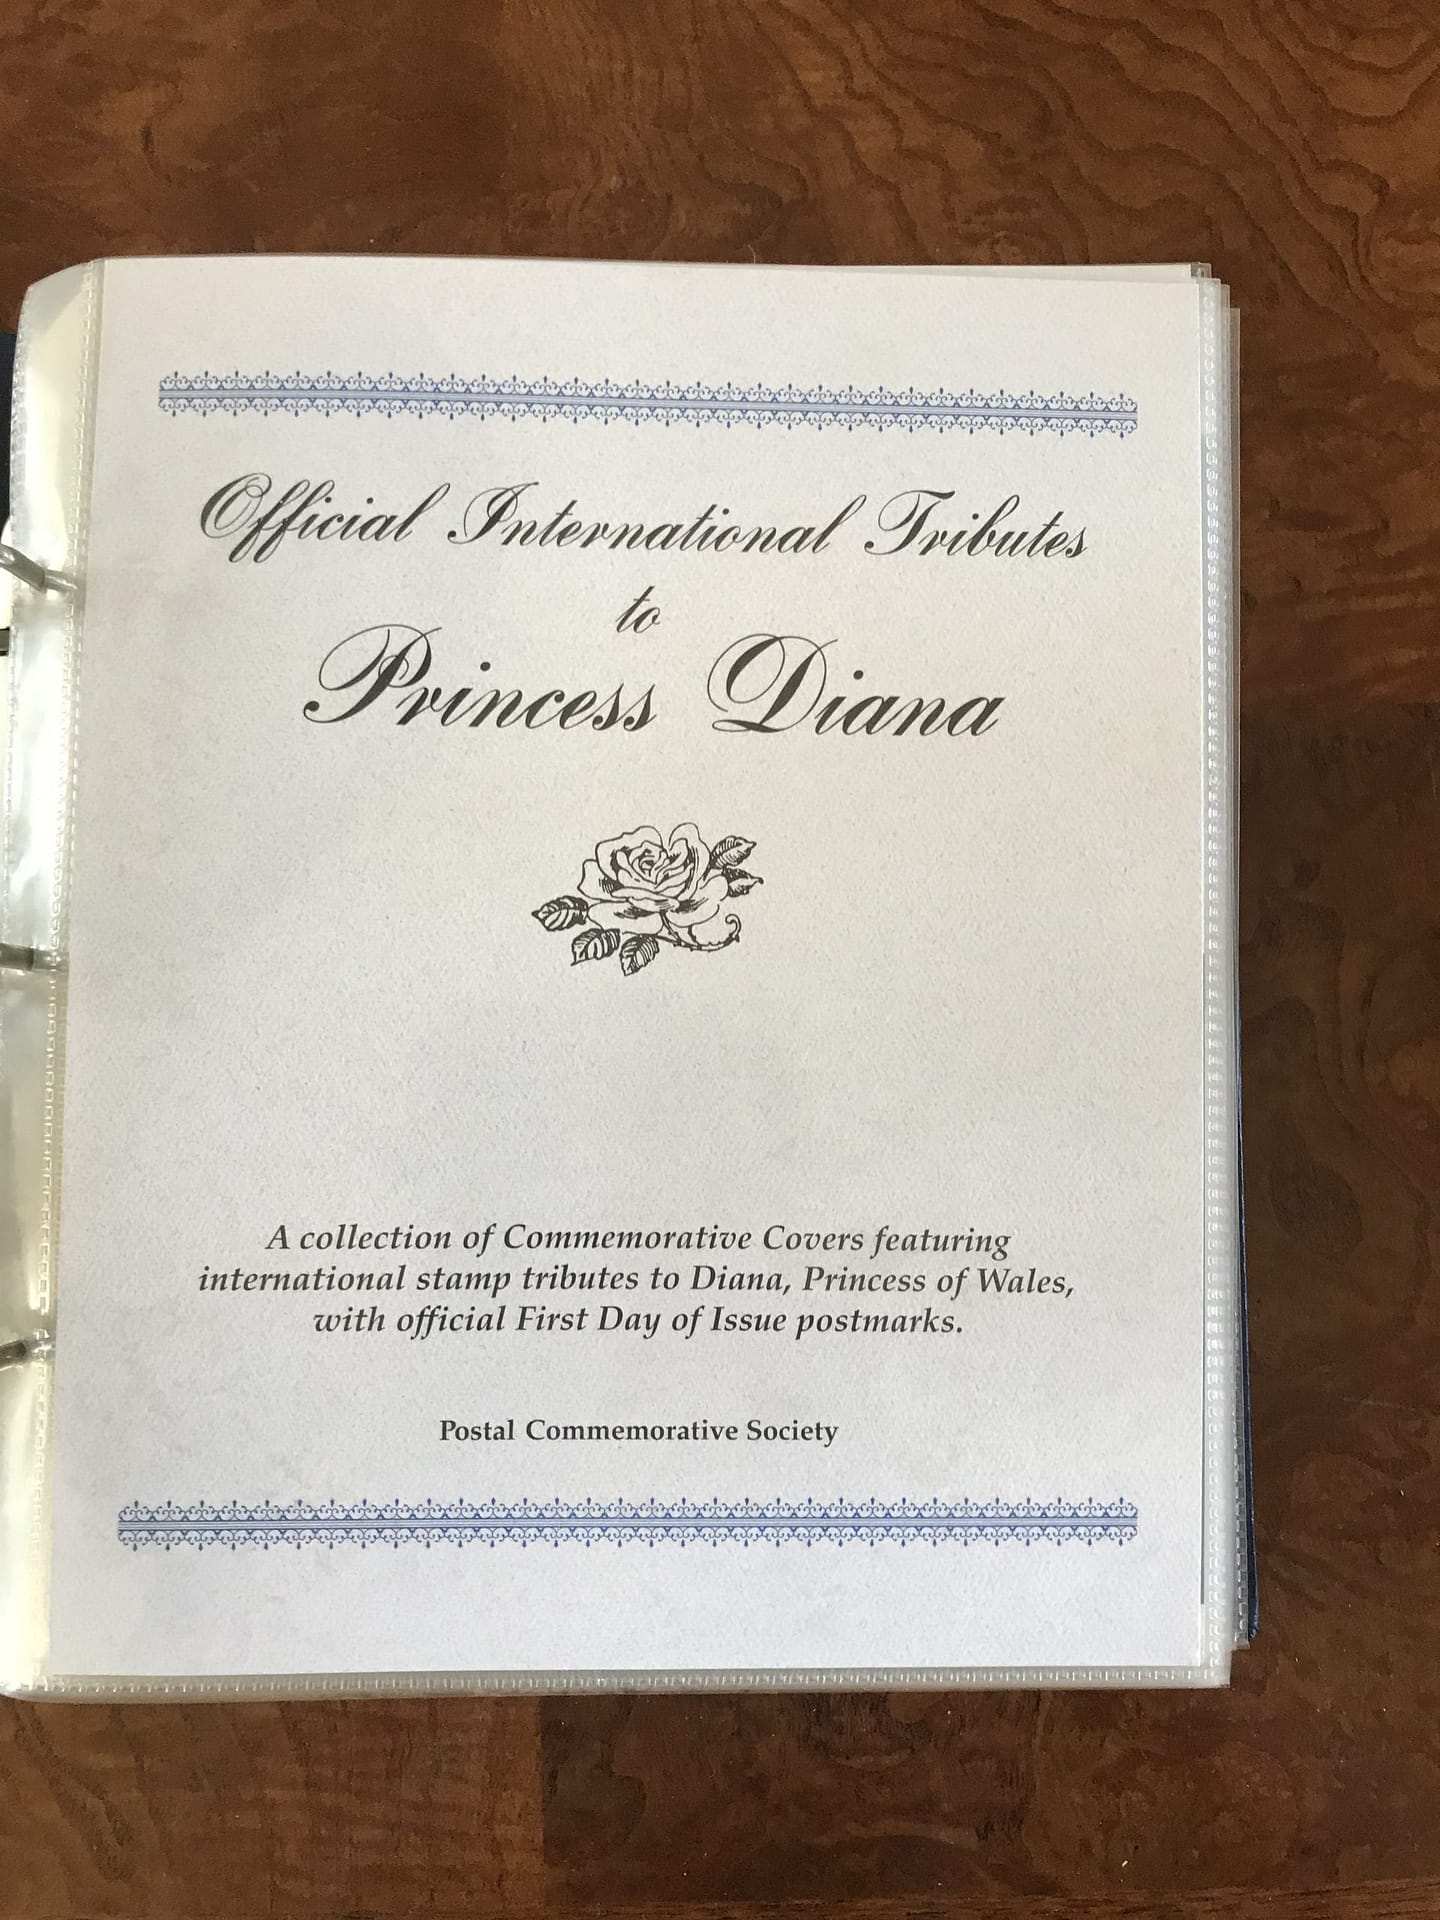 Official International Tributes
to
Princess Diana
A collection of Commemorative Covers featuring
international stamp tributes to Diana, Princess of Wales,
with official First Day of Issue postmarks.
Postal Commemorative Society